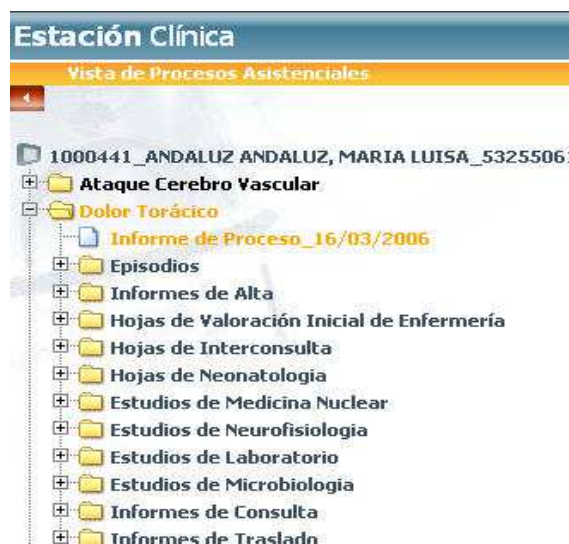 Estación Clínica
Vista de Procesos Asistenciales
1000441_ANDALUZ ANDALUZ, MARIA LUISA_53255061
Ataque Cerebro Vascular
Dolor Torácico
Informe de Proceso_16/03/2006
Episodios
Informes de Alta
Hojas de Valoración Inicial de Enfermería
Hojas de Interconsulta
Hojas de Neonatologia
Estudios de Medicina Nuclear
Estudios de Neurofisiologia
Estudios de Laboratorio
Estudios de Microbiologia
Informes de Consulta
Informes de Traslado